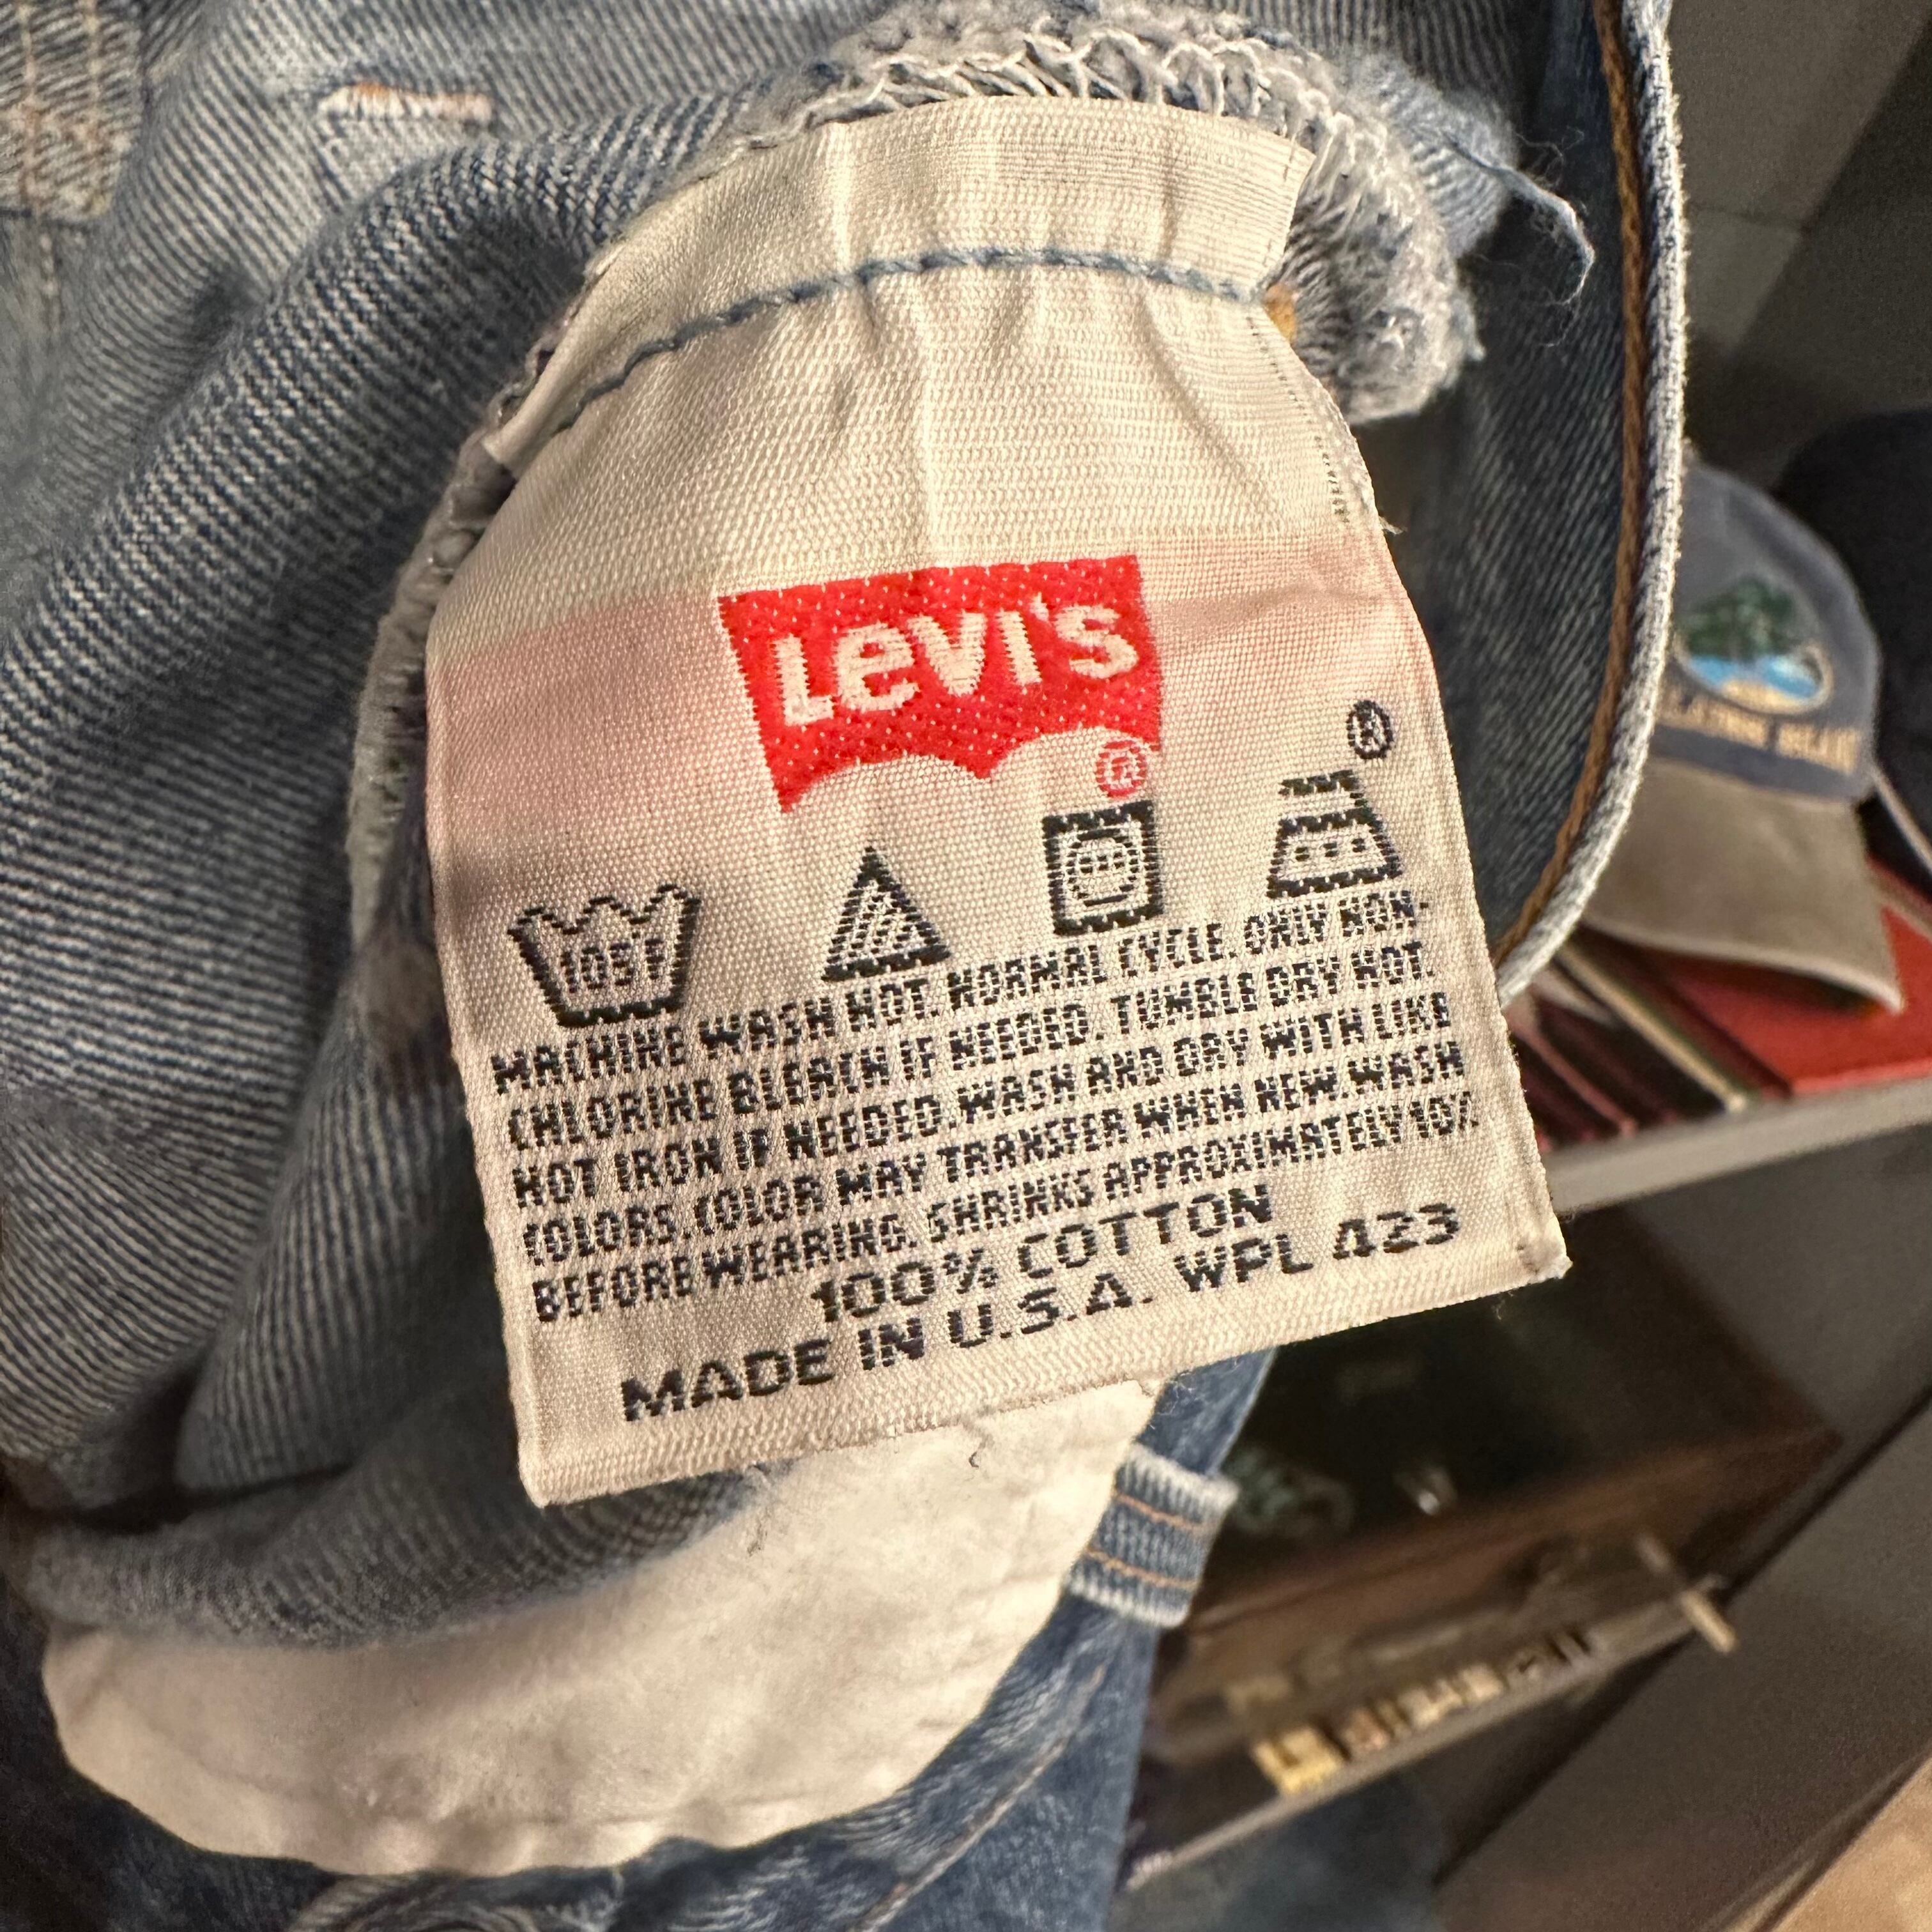 Levi's
®
®
105F
MACHINE WASH HOT. NORMAL CYCLE. ONLY NON-
CHLORINE BLEACH IF NEEDED. TUMBLE DRY HOT.
HOT IRON IF NEEDED. WASH AND DRY WITH LIKE
COLORS. COLOR MAY TRANSFER WHEN NEW. WASH
BEFORE WEARING. SHRINKS APPROXIMATELY 10%
100% COTTON
MADE IN U.S.A. WPL 423